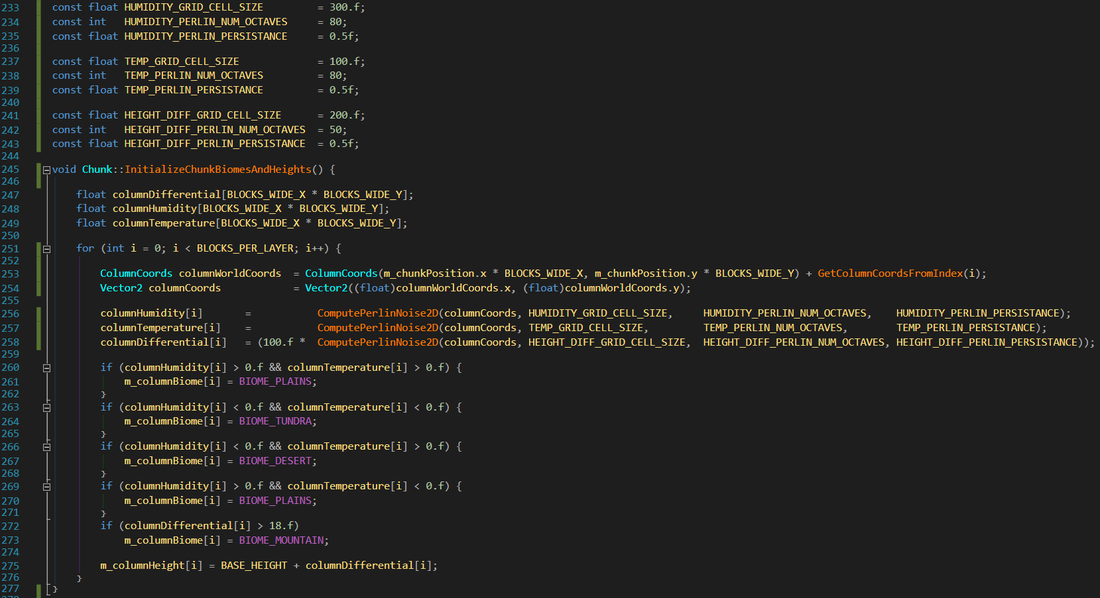 233 const float HUMIDITY_GRID_CELL_SIZE = 300.f;
234 const int HUMIDITY_PERLIN_NUM_OCTAVES = 80;
235 const float HUMIDITY_PERLIN_PERSISTANCE = 0.5f;
236
237 const float TEMP_GRID_CELL_SIZE = 100.f;
238 const int TEMP_PERLIN_NUM_OCTAVES = 80;
239 const float TEMP_PERLIN_PERSISTANCE = 0.5f;
240
241 const float HEIGHT_DIFF_GRID_CELL_SIZE = 200.f;
242 const int HEIGHT_DIFF_PERLIN_NUM_OCTAVES = 50;
243 const float HEIGHT_DIFF_PERLIN_PERSISTANCE = 0.5f;
244
245 void Chunk::InitializeChunkBiomesAndHeights() {
246
247 float columnDifferential[BLOCKS_WIDE_X * BLOCKS_WIDE_Y];
248 float columnHumidity[BLOCKS_WIDE_X * BLOCKS_WIDE_Y];
249 float columnTemperature[BLOCKS_WIDE_X * BLOCKS_WIDE_Y];
250
251 for (int i = 0; i < BLOCKS_PER_LAYER; i++) {
252
253 ColumnCoords columnWorldCoords = ColumnCoords(m_chunkPosition.x * BLOCKS_WIDE_X, m_chunkPosition.y * BLOCKS_WIDE_Y) + GetColumnCoordsFromIndex(i);
254 Vector2 columnCoords = Vector2((float)columnWorldCoords.x, (float)columnWorldCoords.y);
255
256 columnHumidity[i] = ComputePerlinNoise2D(columnCoords, HUMIDITY_GRID_CELL_SIZE, HUMIDITY_PERLIN_NUM_OCTAVES, HUMIDITY_PERLIN_PERSISTANCE);
257 columnTemperature[i] = ComputePerlinNoise2D(columnCoords, TEMP_GRID_CELL_SIZE, TEMP_PERLIN_NUM_OCTAVES, TEMP_PERLIN_PERSISTANCE);
258 columnDifferential[i] = (100.f * ComputePerlinNoise2D(columnCoords, HEIGHT_DIFF_GRID_CELL_SIZE, HEIGHT_DIFF_PERLIN_NUM_OCTAVES, HEIGHT_DIFF_PERLIN_PERSISTANCE));
259
260 if (columnHumidity[i] > 0.f && columnTemperature[i] > 0.f) {
261 m_columnBiome[i] = BIOME_PLAINS;
262 }
263 if (columnHumidity[i] < 0.f && columnTemperature[i] < 0.f) {
264 m_columnBiome[i] = BIOME_TUNDRA;
265 }
266 if (columnHumidity[i] < 0.f && columnTemperature[i] > 0.f) {
267 m_columnBiome[i] = BIOME_DESERT;
268 }
269 if (columnHumidity[i] > 0.f && columnTemperature[i] < 0.f) {
270 m_columnBiome[i] = BIOME_PLAINS;
271 }
272 if (columnDifferential[i] > 18.f)
273 m_columnBiome[i] = BIOME_MOUNTAIN;
274
275 m_columnHeight[i] = BASE_HEIGHT + columnDifferential[i];
276 }
277 }